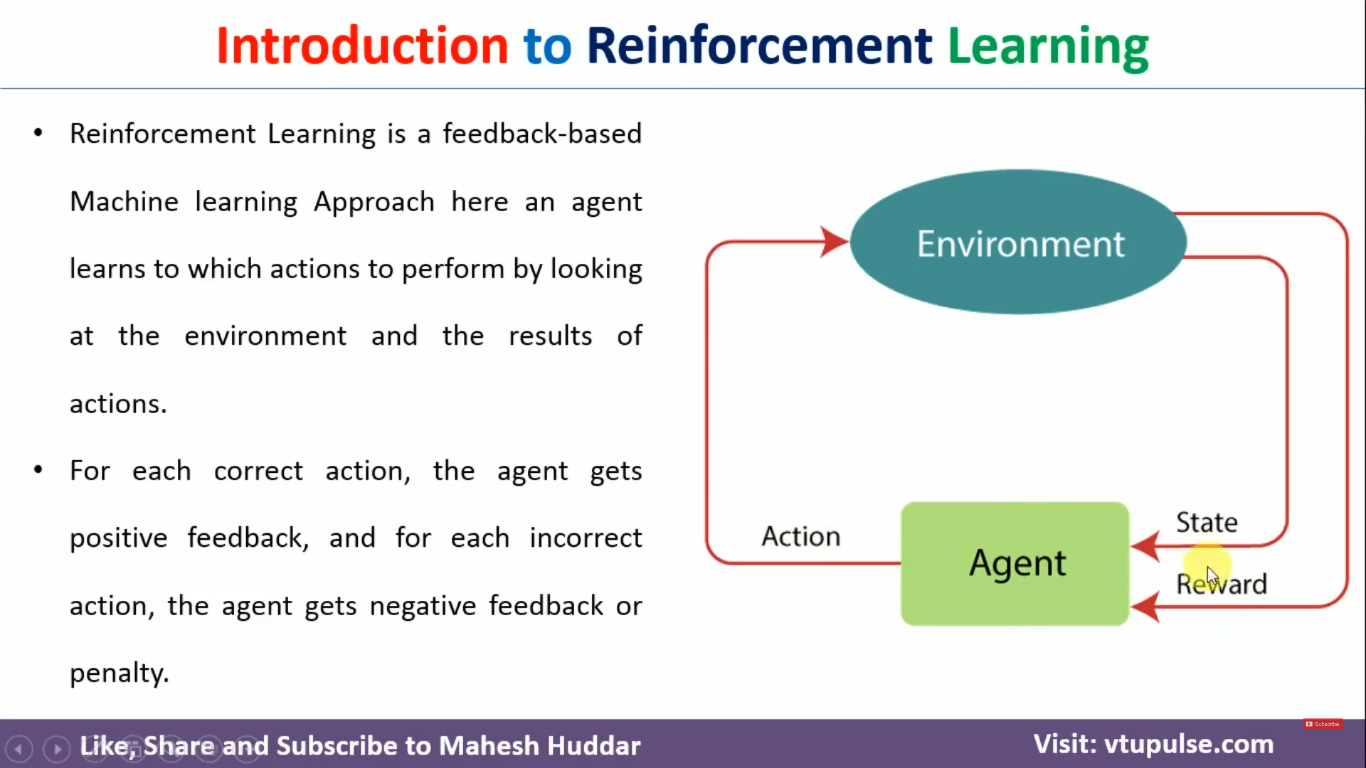 Introduction to Reinforcement Learning
• Reinforcement Learning is a feedback-based
Machine learning Approach here an agent
learns to which actions to perform by looking
at the environment and the results of
actions.
• For each correct action, the agent gets
positive feedback, and for each incorrect
action, the agent gets negative feedback or
penalty.
Environment
Action
Agent
State
Reward
Subscribe
Like, Share and Subscribe to Mahesh Huddar
Visit: vtupulse.com